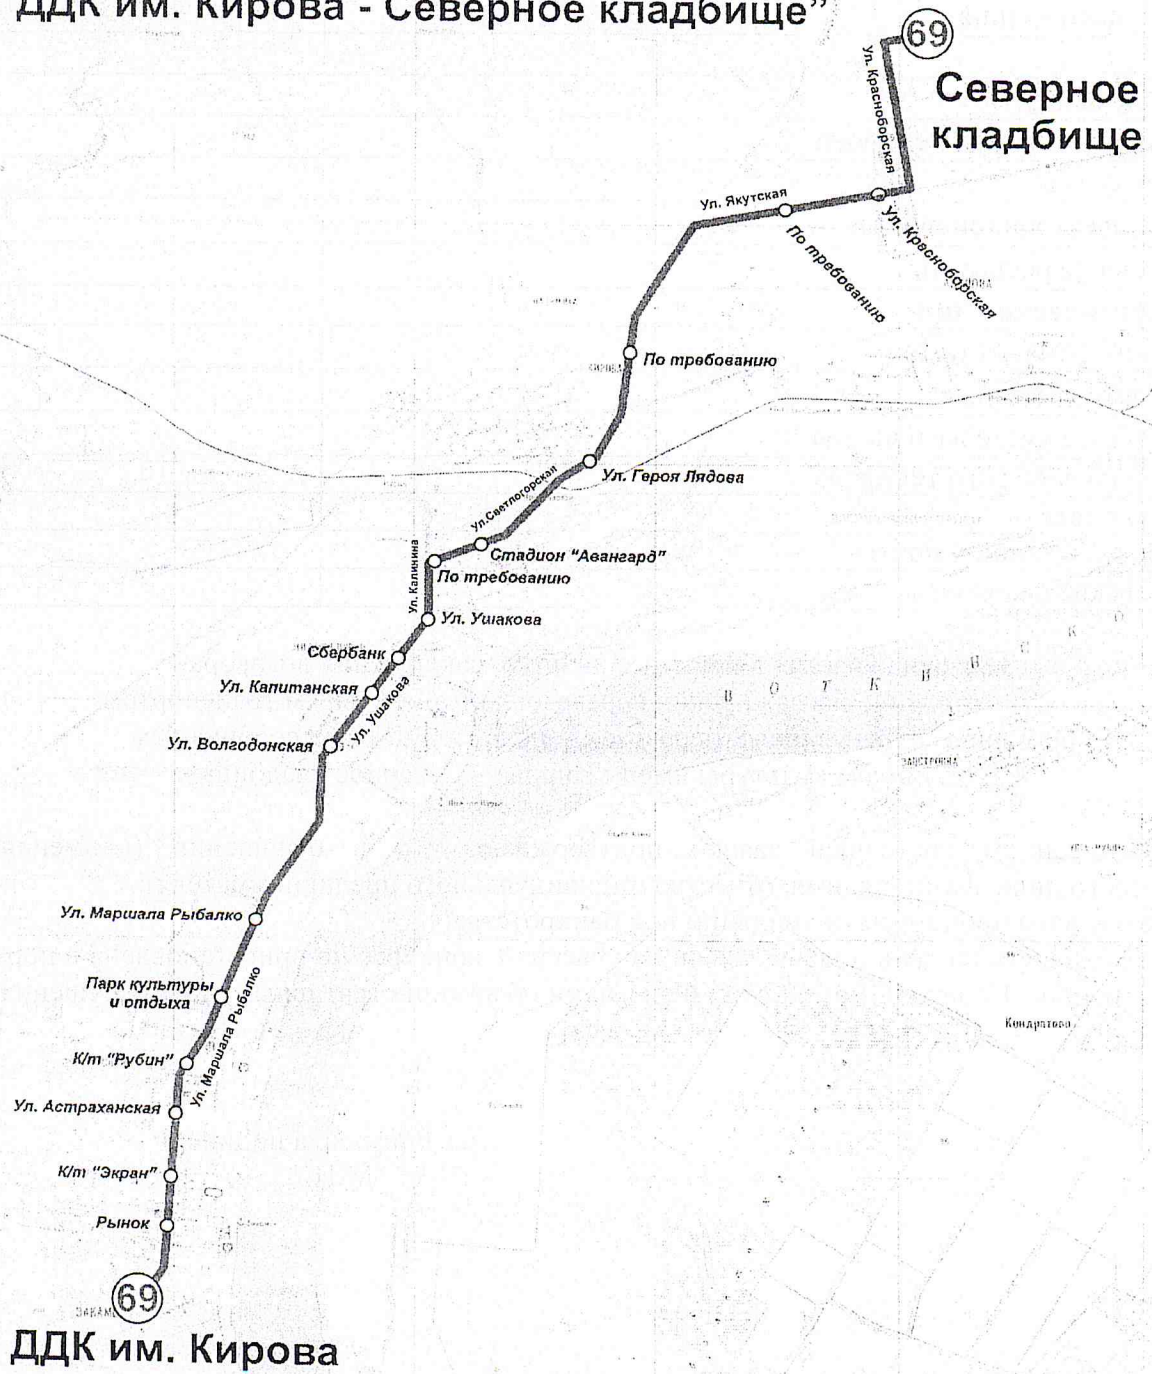 ДДК им. Кирова - Северное кладбище”
69
Северное
кладбище
Ул. Красноборская
Ул. Якутская
Ул. Красноборская
По требованию
По требованию
Ул. Героя Лядова
Ул.Светлогорская
Стадион “Авангард”
По требованию
Ул. Калинина
Ул. Ушакова
Сбербанк
Ул. Капитанская
Ул. Ушакова
Ул. Волгодонская
Ул. Маршала Рыбалко
Парк культуры
и отдыха
Ул. Маршала Рыбалко
К/т “Рубин”
Кондратово
Ул. Астраханская
К/т “Экран”
Рынок
69
ДДК им. Кирова